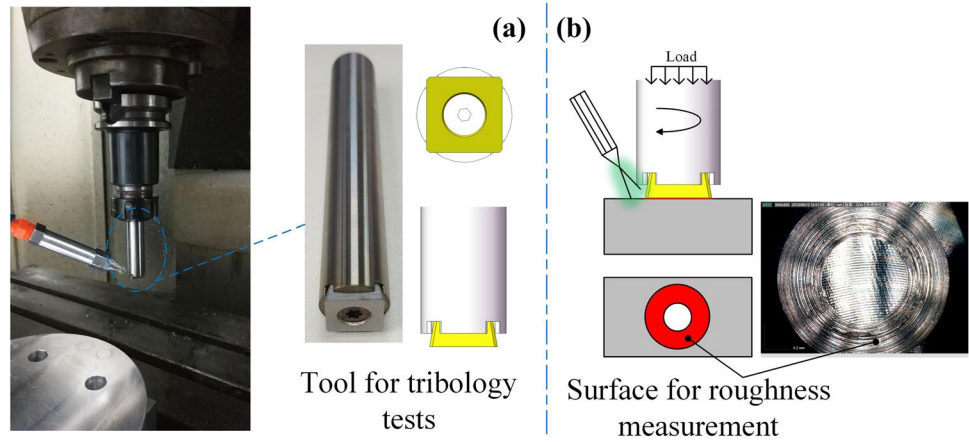 (a)
Tool for tribology
tests
(b)
Load
Surface for roughness
measurement